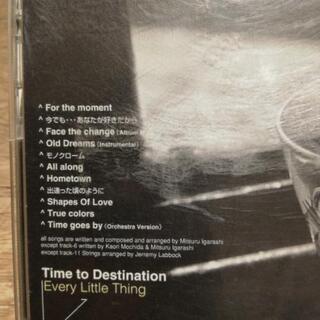 ^ For the moment
^ 今でも・・・あなたが好きだから
^ Face the change (Album
^ Old Dreams (Instrumental)
^ モノクローム
^ All along
^ Hometown
^ 出逢った頃のように
^ Shapes Of Love
^ True colors
^ Time goes by (Orchestra Version)
all songs are written and composed and arranged by Mitsuru Igarashi
except track-6 written by Kaori Mochida & Mitsuru Igarashi
except track-11 Strings arranged by Jerremy Labbock
Time to Destination
Every Little Thing